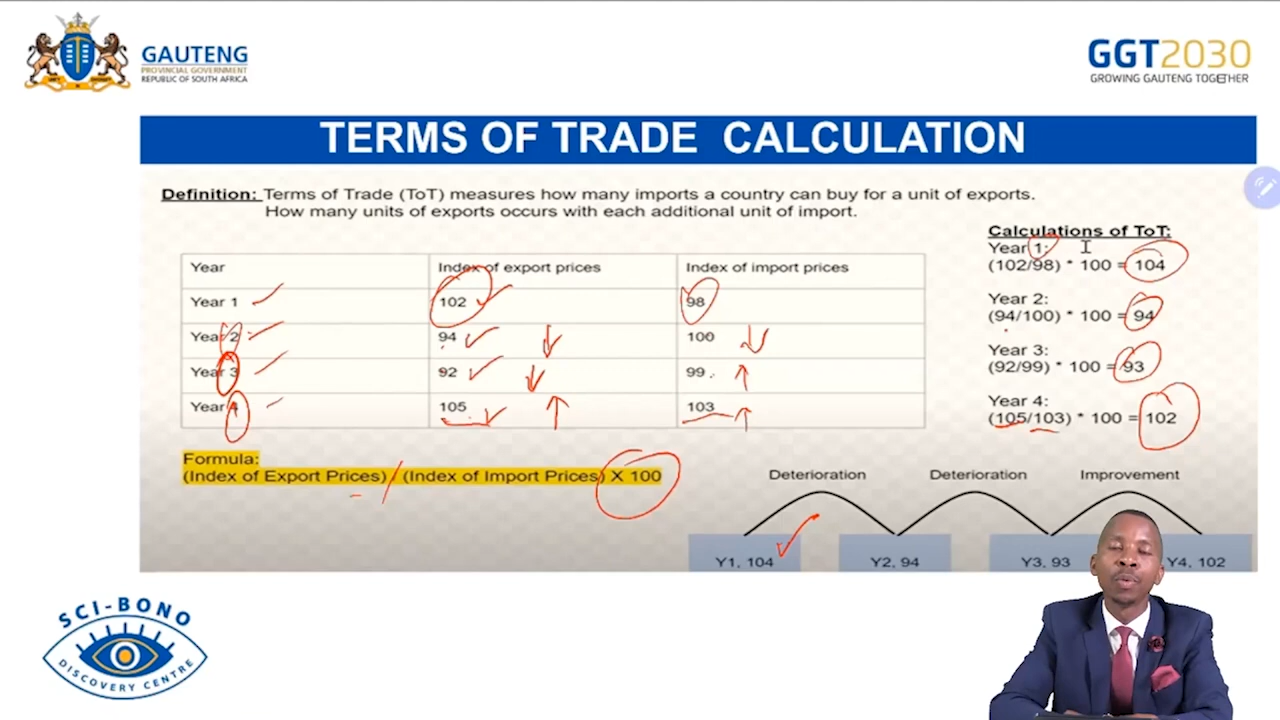 GAUTENG
PROVINCIAL GOVERNMENT
REPUBLIC OF SOUTH AFRICA
GGT2030
GROWING GAUTENG TOGETHER
TERMS OF TRADE CALCULATION
Definition: Terms of Trade (ToT) measures how many imports a country can buy for a unit of exports.
How many units of exports occurs with each additional unit of import.
Year Index of export prices Index of import prices
Year 1 102 98
Year 2 94 100
Year 3 92 99
Year 4 105 103
Calculations of ToT:
Year 1:
(102/98) * 100 = 104
Year 2:
(94/100) * 100 = 94
Year 3:
(92/99) * 100 = 93
Year 4:
(105/103) * 100 = 102
Formula:
(Index of Export Prices) / (Index of Import Prices) X 100
Deterioration Deterioration Improvement
Y1, 104 Y2, 94 Y3, 93 Y4, 102
SCI-BONO
DISCOVERY CENTRE